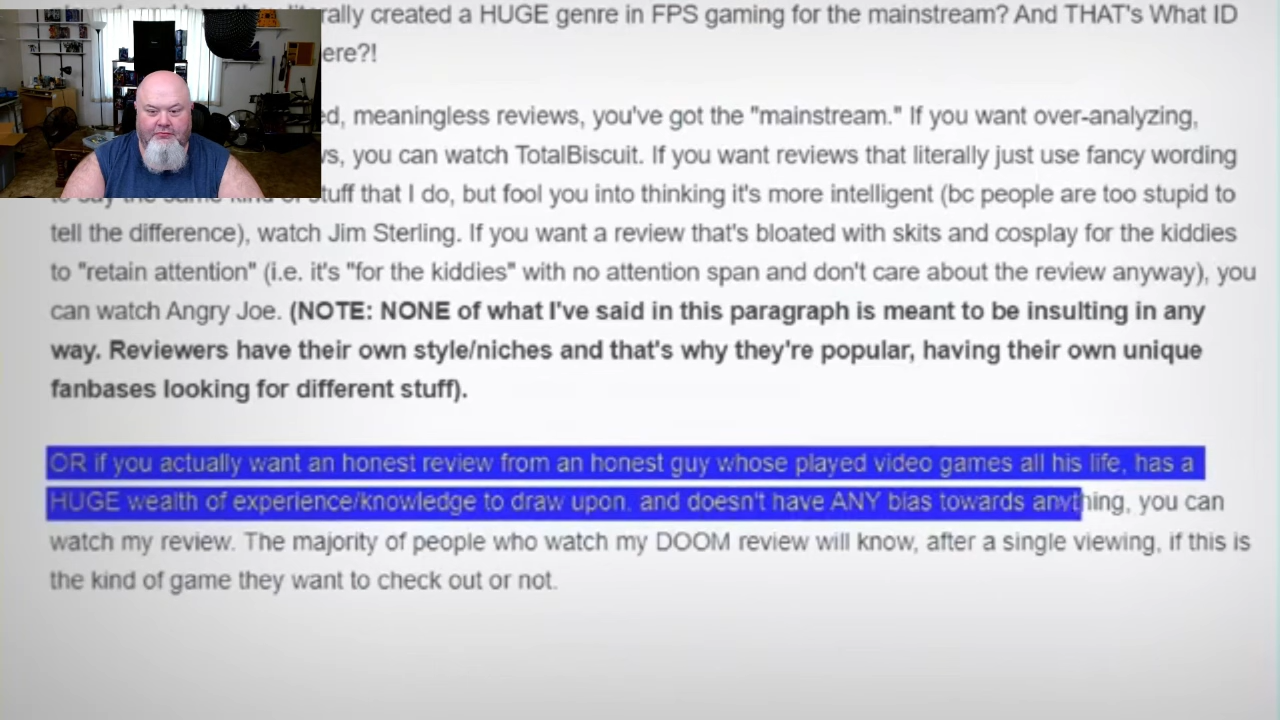 literally created a HUGE genre in FPS gaming for the mainstream? And THAT's What ID
ere?!
ed, meaningless reviews, you've got the "mainstream." If you want over-analyzing,
ws, you can watch TotalBiscuit. If you want reviews that literally just use fancy wording
to say the same kind of stuff that I do, but fool you into thinking it's more intelligent (bc people are too stupid to
tell the difference), watch Jim Sterling. If you want a review that's bloated with skits and cosplay for the kiddies
to "retain attention" (i.e. it's "for the kiddies" with no attention span and don't care about the review anyway), you
can watch Angry Joe. (NOTE: NONE of what I've said in this paragraph is meant to be insulting in any
way. Reviewers have their own style/niches and that's why they're popular, having their own unique
fanbases looking for different stuff).
OR if you actually want an honest review from an honest guy whose played video games all his life, has a
HUGE wealth of experience/knowledge to draw upon, and doesn't have ANY bias towards anything, you can
watch my review. The majority of people who watch my DOOM review will know, after a single viewing, if this is
the kind of game they want to check out or not.